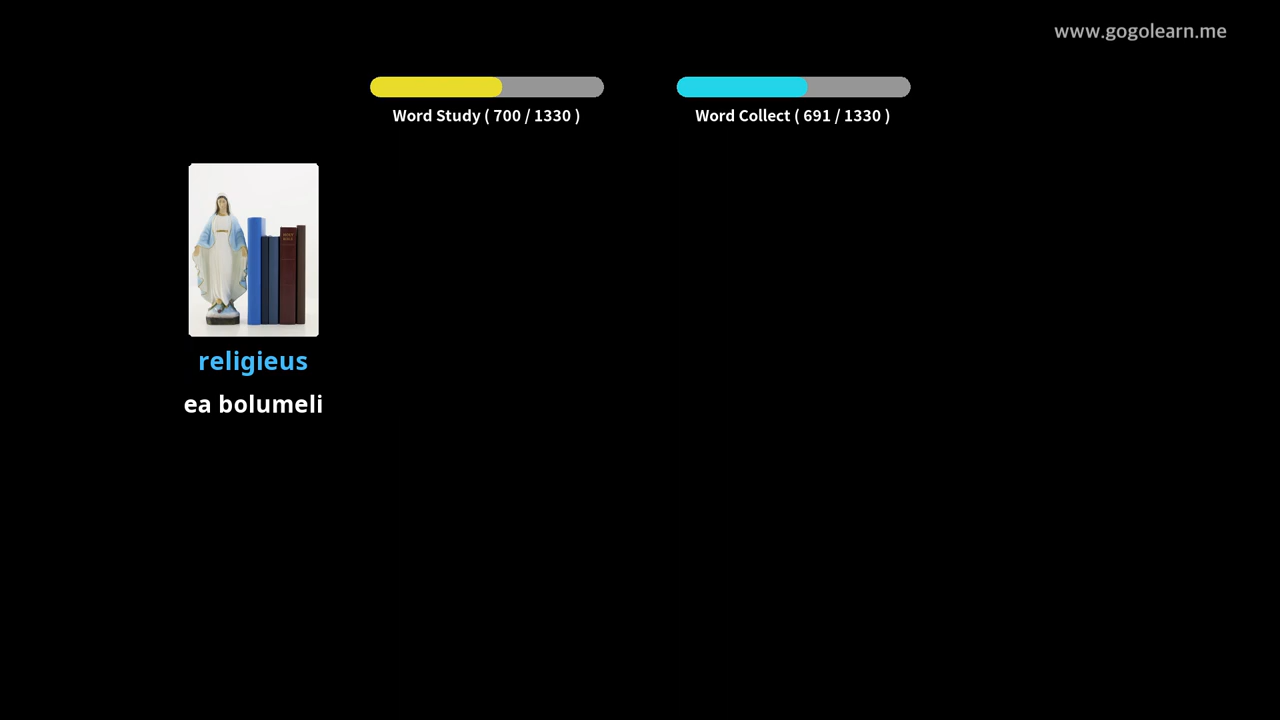 www.gogolearn.me
Word Study ( 700 / 1330 )
Word Collect ( 691 / 1330 )
religieus
ea bolumeli